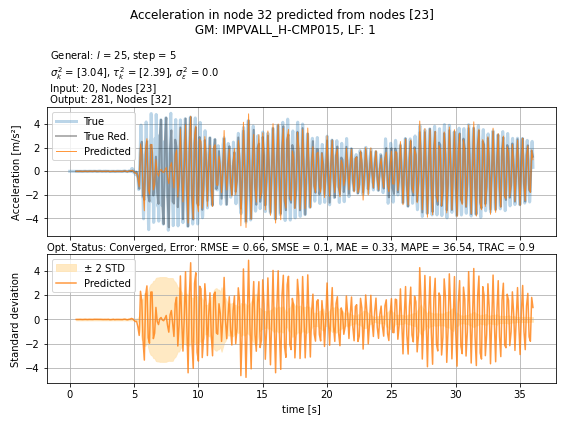 Acceleration in node 32 predicted from nodes [23]
GM: IMPVALL_H-CMP015, LF: 1
General: l = 25, step = 5
σ²ₖ = [3.04], τ²ₖ = [2.39], σ²ε = 0.0
Input: 20, Nodes [23]
Output: 281, Nodes [32]
True
True Red.
Predicted
Acceleration [m/s²]
4
2
0
−2
−4
Opt. Status: Converged, Error: RMSE = 0.66, SMSE = 0.1, MAE = 0.33, MAPE = 36.54, TRAC = 0.9
± 2 STD
Predicted
Standard deviation
4
2
0
−2
−4
0 5 10 15 20 25 30 35
time [s]